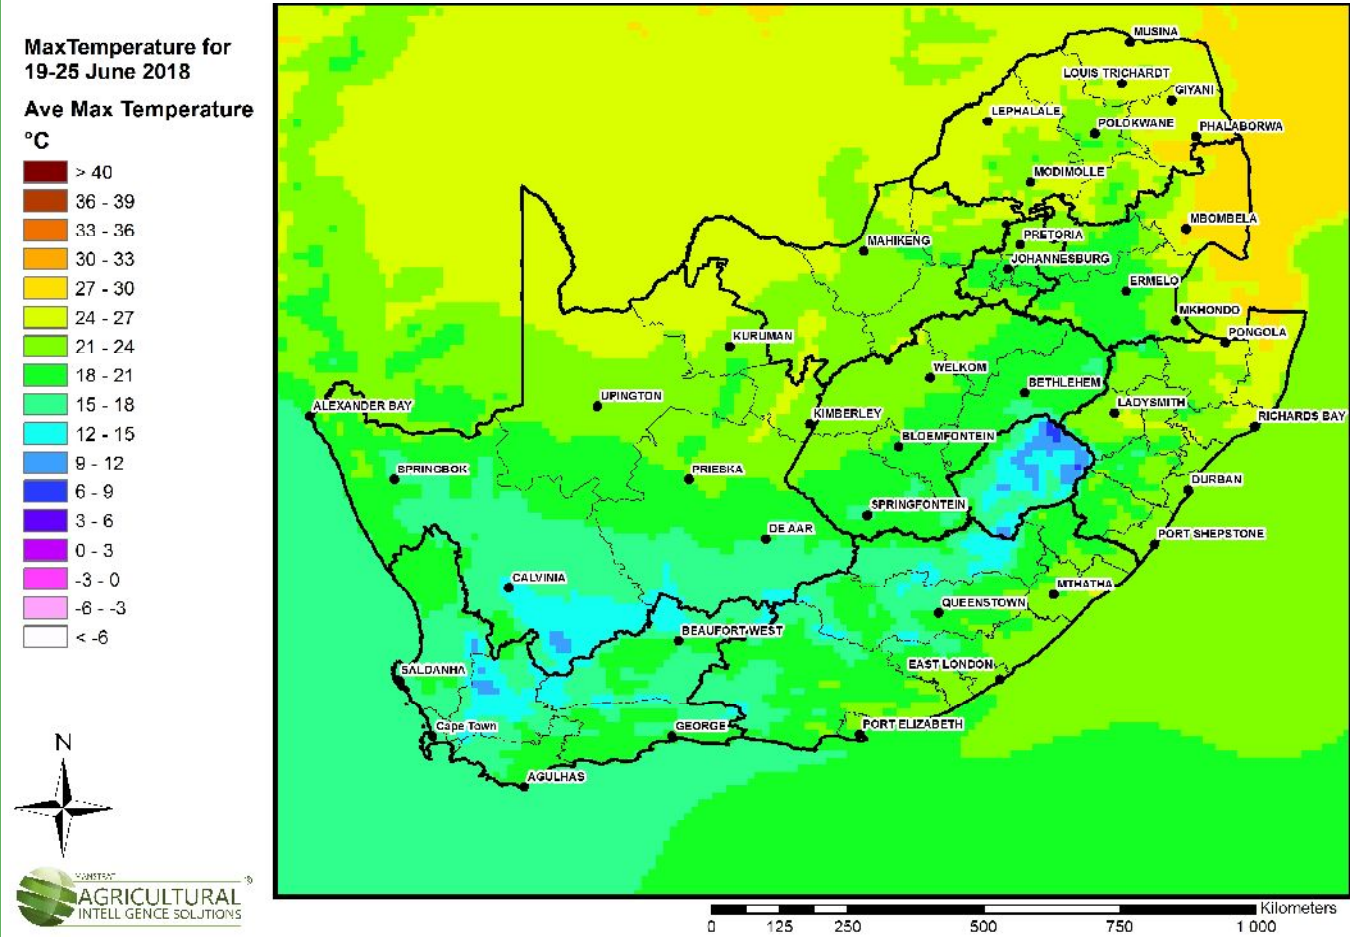 MaxTemperature for
19-25 June 2018
Ave Max Temperature
°C
> 40
36 - 39
33 - 36
30 - 33
27 - 30
24 - 27
21 - 24
18 - 21
15 - 18
12 - 15
9 - 12
6 - 9
3 - 6
0 - 3
-3 - 0
-6 - -3
< -6
N
MANSTRAT
AGRICULTURAL
INTELLIGENCE SOLUTIONS
®
MUSINA
LOUIS TRICHARDT
GIYANI
LEPHALALE
POLOKWANE
PHALABORWA
MODIMOLLE
MBOMBELA
PRETORIA
MAHIKENG
JOHANNESBURG
ERMELO
MKHONDO
PONGOLA
KURUMAN
WELKOM
BETHLEHEM
UPINGTON
LADYSMITH
ALEXANDER BAY
KIMBERLEY
RICHARDS BAY
BLOEMFONTEIN
SPRINGBOK
PRIESKA
DURBAN
SPRINGFONTEIN
DE AAR
PORT SHEPSTONE
CALVINIA
MTHATHA
QUEENSTOWN
BEAUFORT-WEST
SALDANHA
EAST LONDON
Cape Town
GEORGE
PORT ELIZABETH
AGULHAS
Kilometers
0 125 250 500 750 1 000